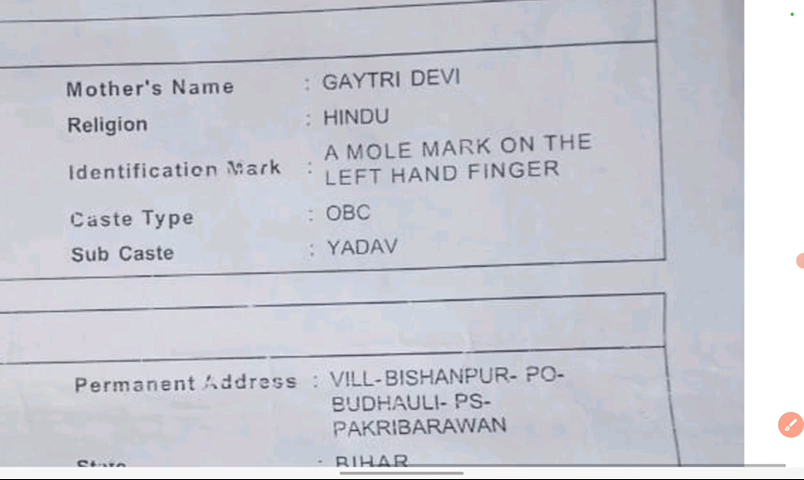 Mother's Name : GAYTRI DEVI
Religion : HINDU
Identification Mark : A MOLE MARK ON THE
LEFT HAND FINGER
Caste Type : OBC
Sub Caste : YADAV
Permanent Address : VILL-BISHANPUR- PO-
BUDHAULI- PS-
PAKRIBARAWAN
State : BIHAR